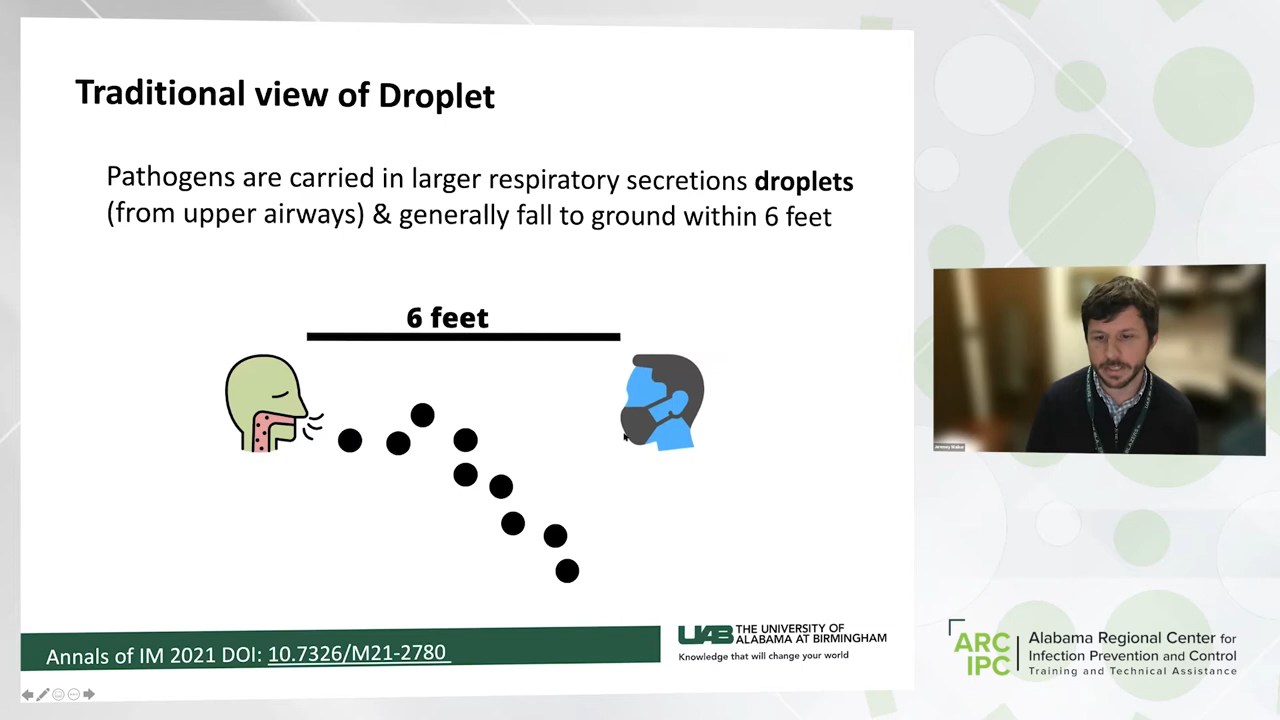 Traditional view of Droplet
Pathogens are carried in larger respiratory secretions droplets
(from upper airways) & generally fall to ground within 6 feet
6 feet
Jeremey Walker
Annals of IM 2021 DOI: 10.7326/M21-2780
UAB THE UNIVERSITY OF
ALABAMA AT BIRMINGHAM
Knowledge that will change your world
ARC
IPC
Alabama Regional Center for
Infection Prevention and Control
Training and Technical Assistance